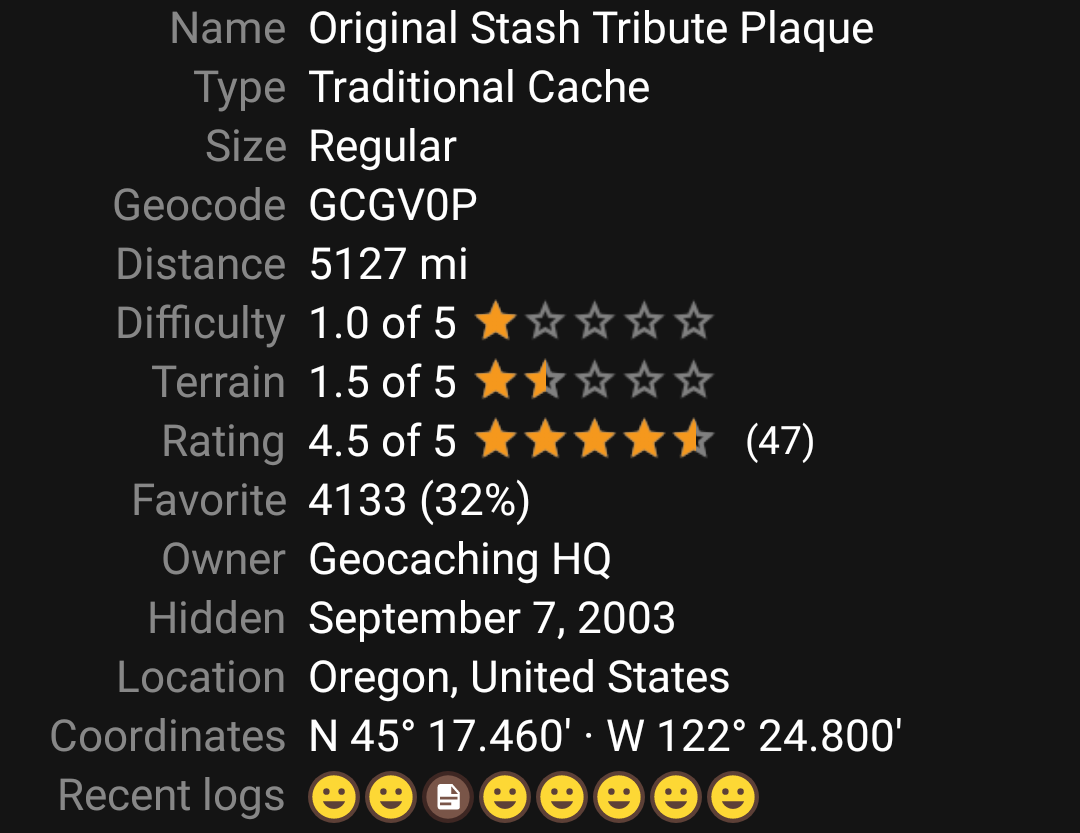 Name Original Stash Tribute Plaque
Type Traditional Cache
Size Regular
Geocode GCGV0P
Distance 5127 mi
Difficulty 1.0 of 5
Terrain 1.5 of 5
Rating 4.5 of 5 (47)
Favorite 4133 (32%)
Owner Geocaching HQ
Hidden September 7, 2003
Location Oregon, United States
Coordinates N 45° 17.460' · W 122° 24.800'
Recent logs